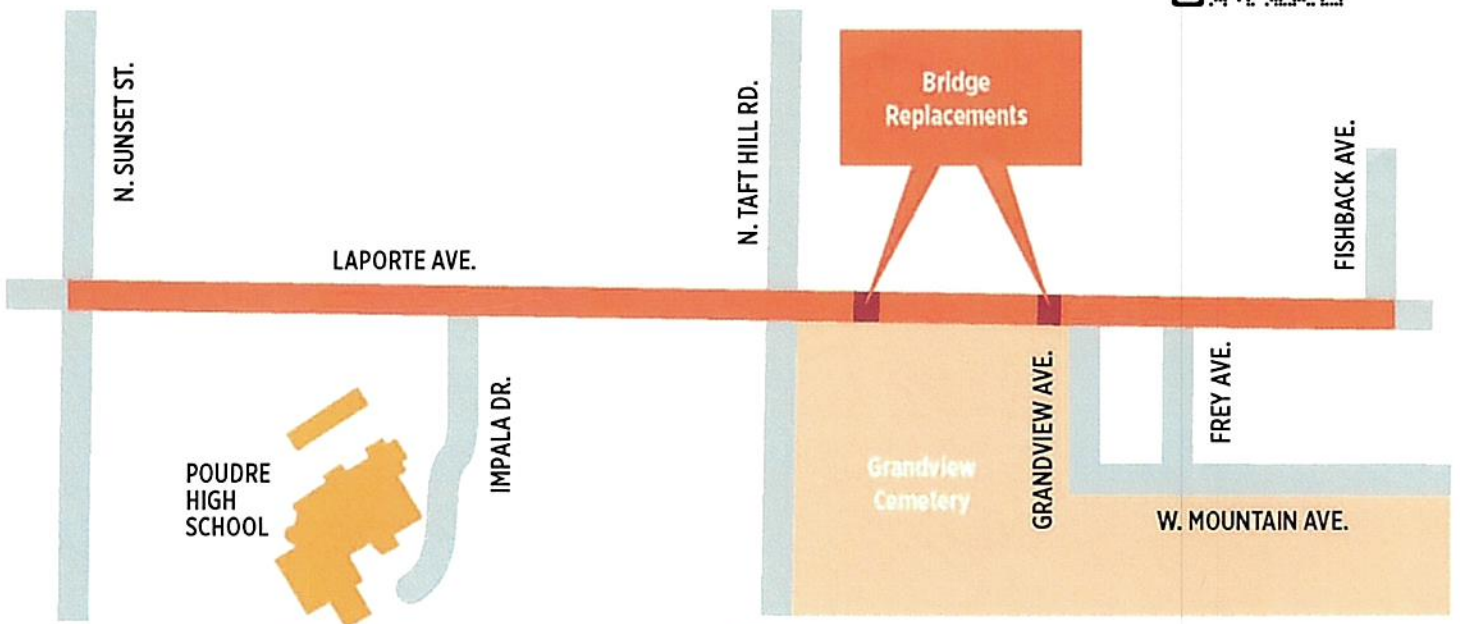 Bridge
Replacements
N. SUNSET ST.
N. TAFT HILL RD.
FISHBACK AVE.
LAPORTE AVE.
IMPALA DR.
GRANDVIEW AVE.
FREY AVE.
POUDRE
HIGH
SCHOOL
Grandview
Cemetery
W. MOUNTAIN AVE.